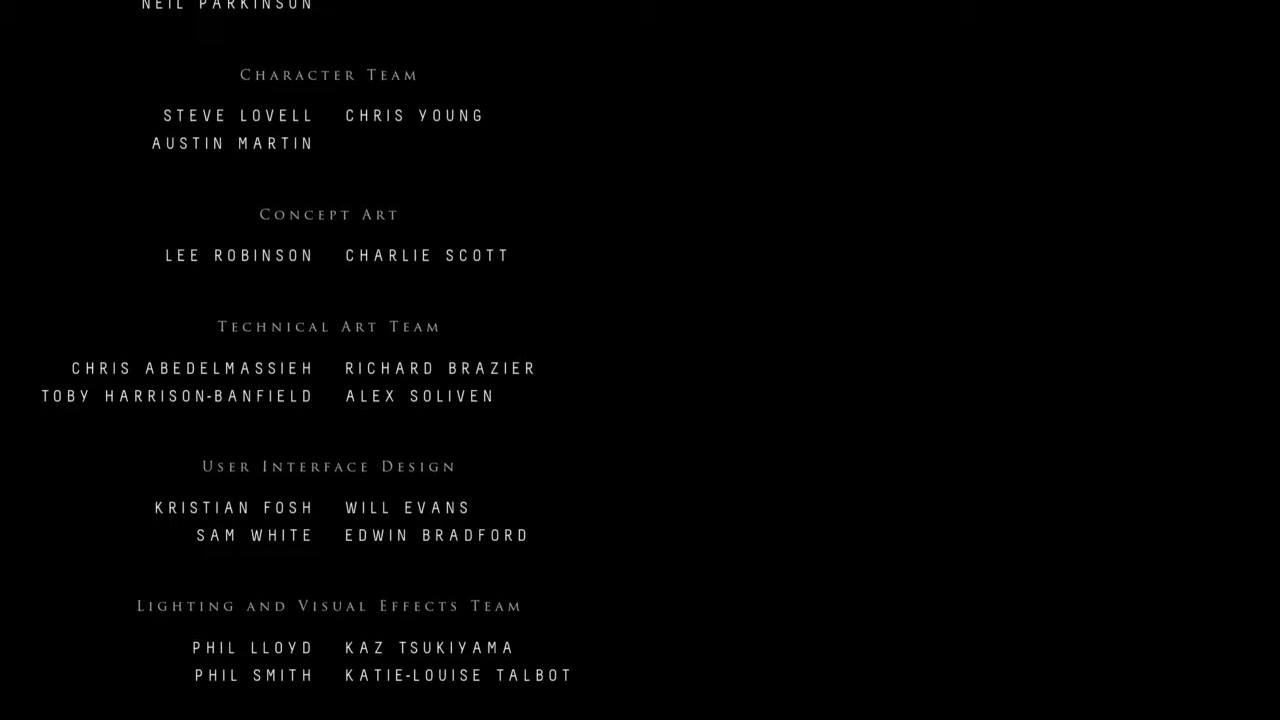 NEIL PARKINSON
Character Team
STEVE LOVELL CHRIS YOUNG
AUSTIN MARTIN
Concept Art
LEE ROBINSON CHARLIE SCOTT
Technical Art Team
CHRIS ABEDELMASSIEH RICHARD BRAZIER
TOBY HARRISON-BANFIELD ALEX SOLIVEN
User Interface Design
KRISTIAN FOSH WILL EVANS
SAM WHITE EDWIN BRADFORD
Lighting and Visual Effects Team
PHIL LLOYD KAZ TSUKIYAMA
PHIL SMITH KATIE-LOUISE TALBOT